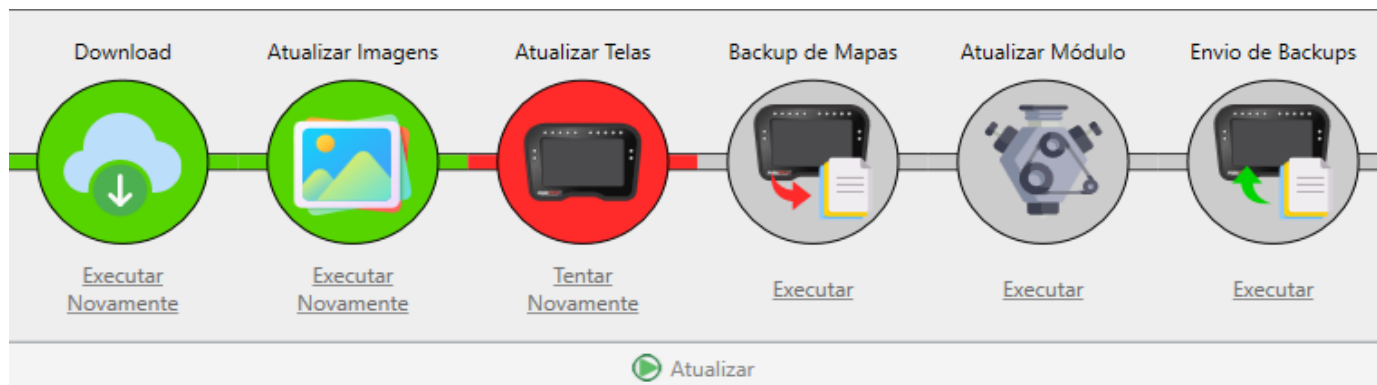 Download
Atualizar Imagens
Atualizar Telas
Backup de Mapas
Atualizar Módulo
Envio de Backups
Executar
Novamente
Executar
Novamente
Tentar
Novamente
Executar
Executar
Executar
Atualizar